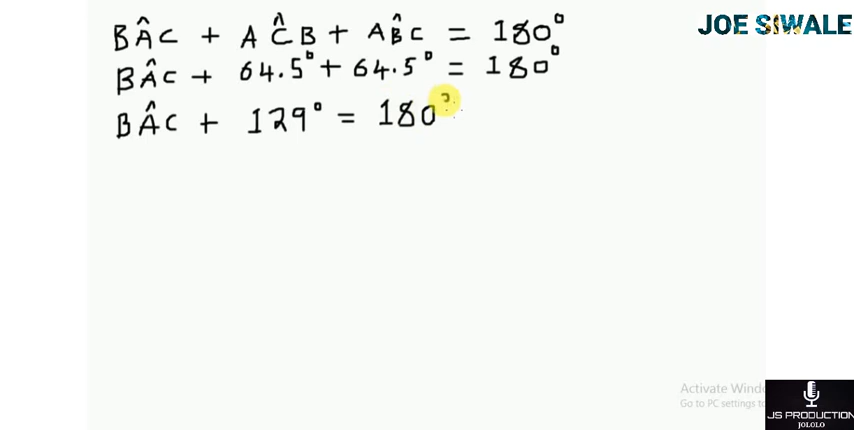 JOE SIWALE
BÂC + AĈB + AB̂C = 180°
BÂC + 64.5° + 64.5° = 180°
BÂC + 129° = 180°
Activate Wind
Go to PC settings to
JS PRODUCTION
JOLOLO